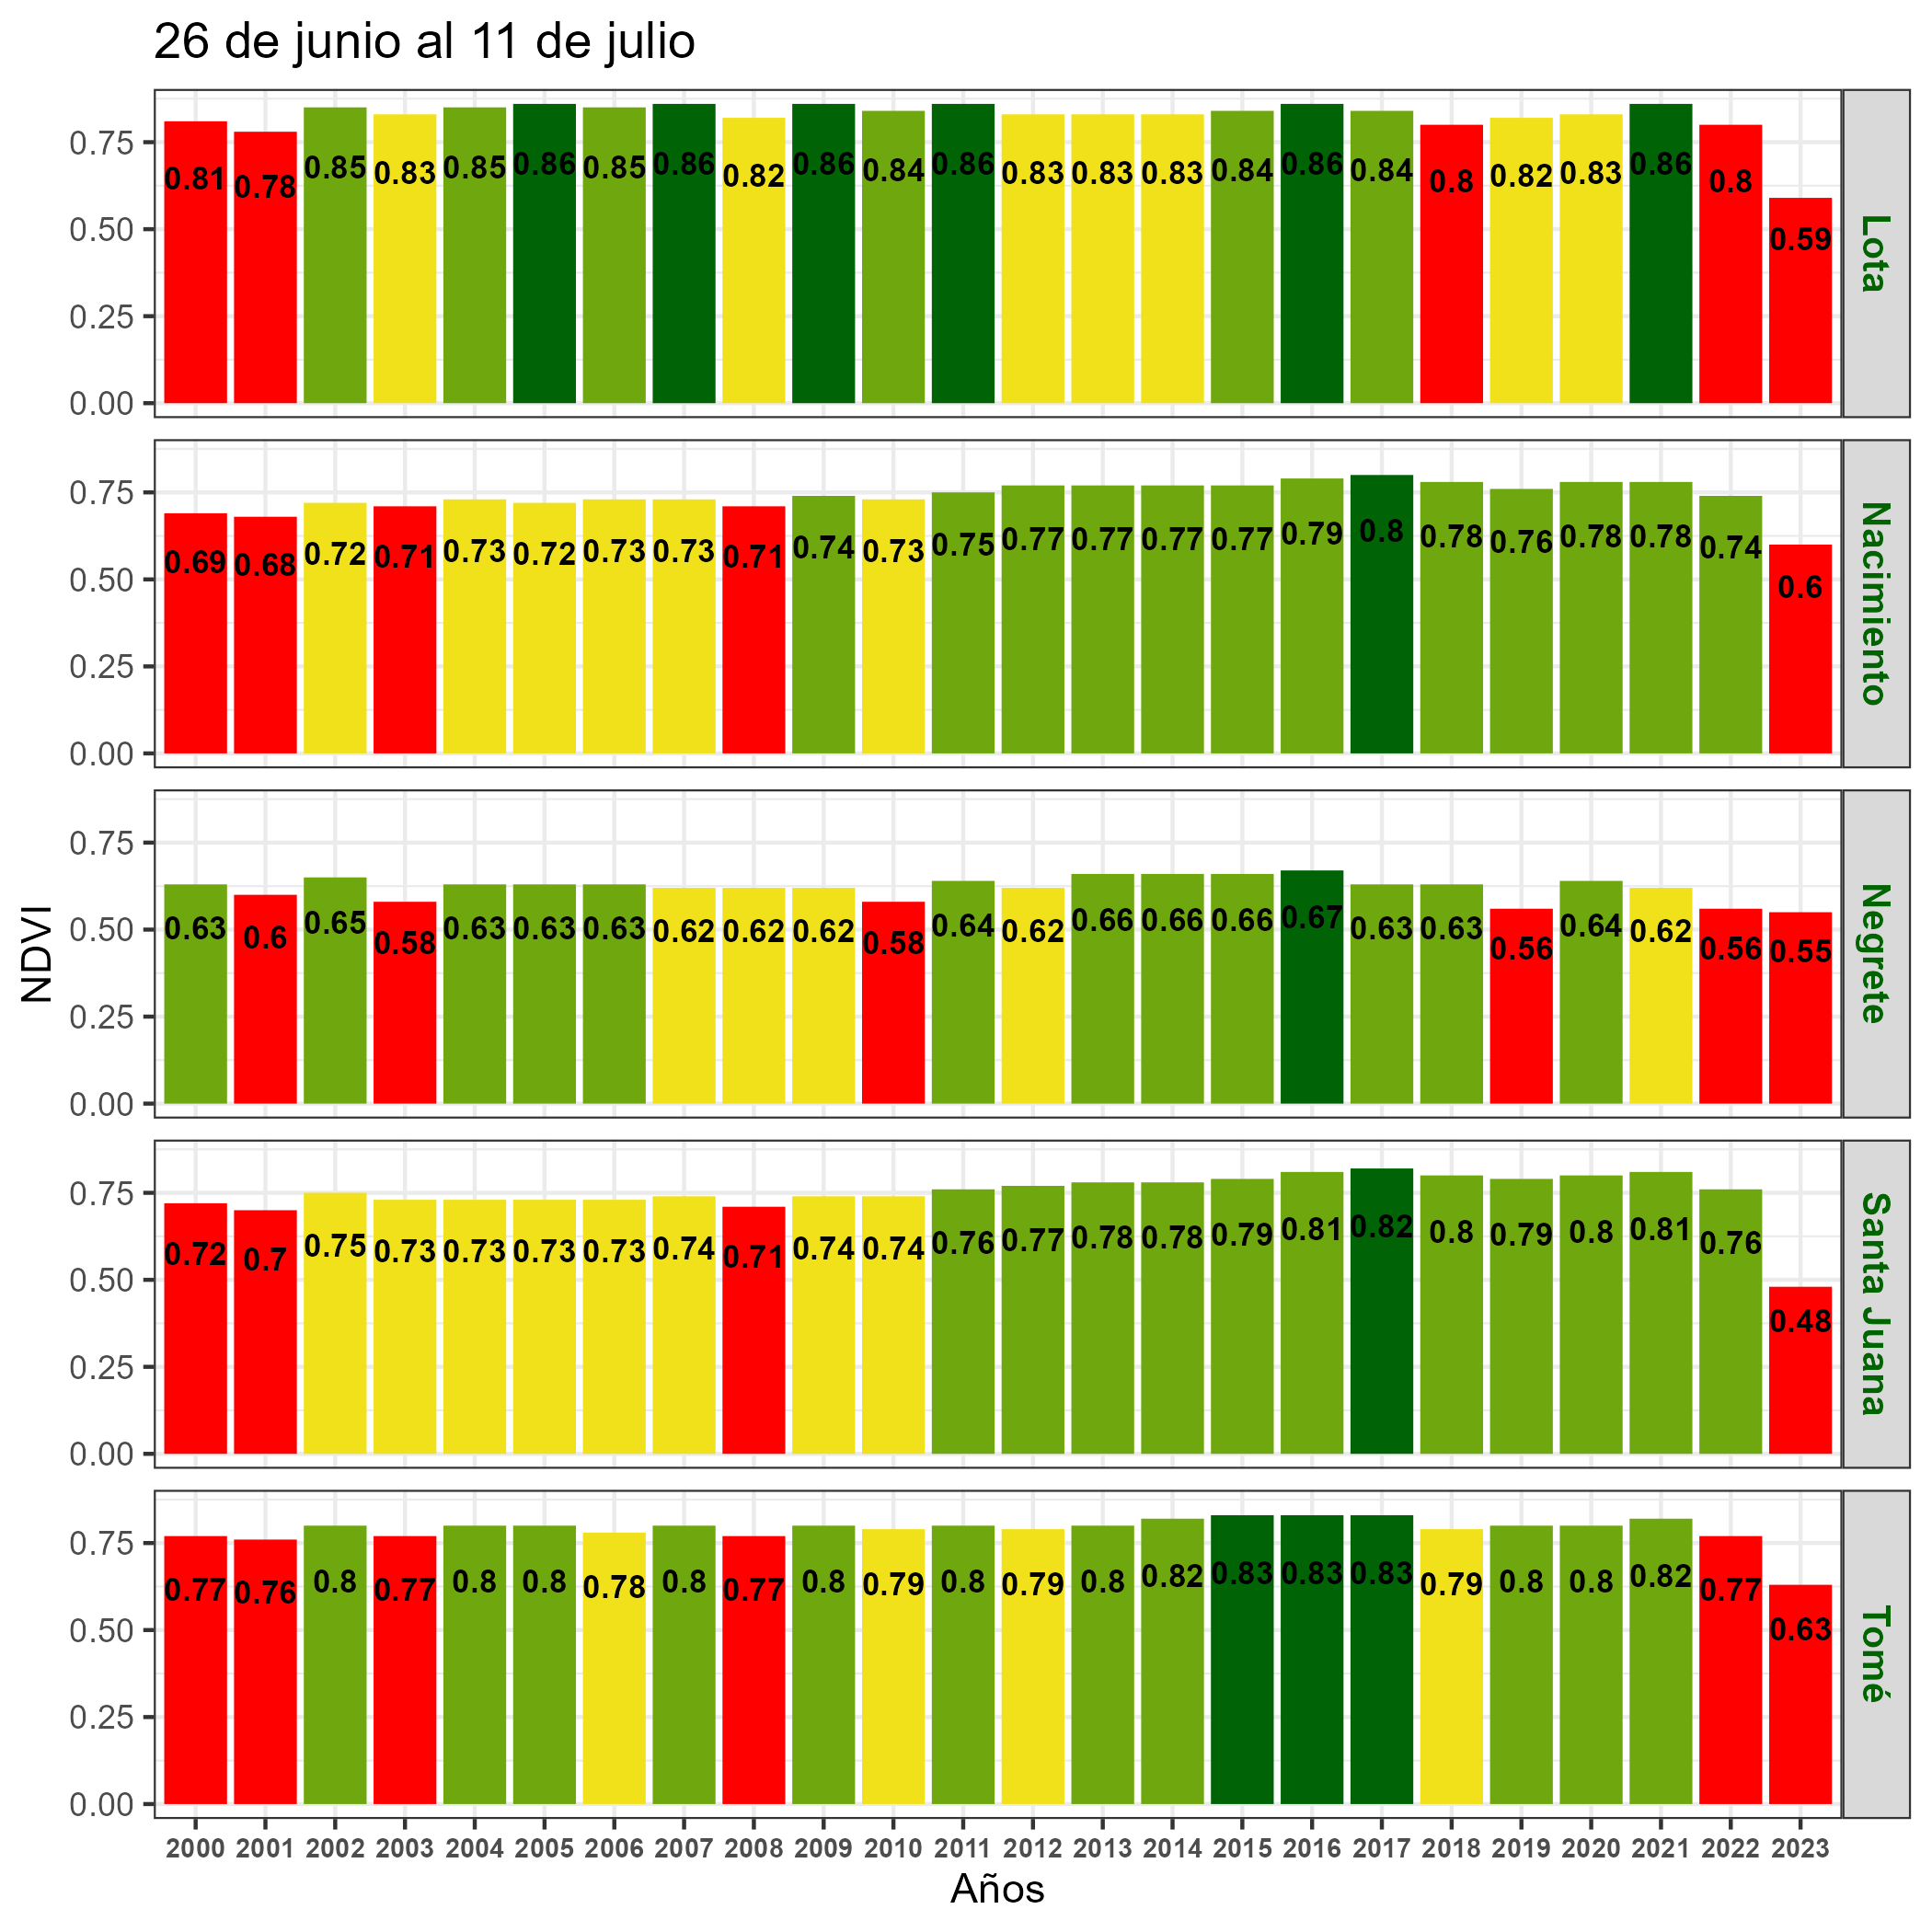 26 de junio al 11 de julio
NDVI
0.75
0.50
0.25
0.00
0.81 0.78 0.85 0.83 0.85 0.86 0.85 0.86 0.82 0.86 0.84 0.86 0.83 0.83 0.83 0.84 0.86 0.84 0.8 0.82 0.83 0.86 0.8 0.59
Lota
0.75
0.50
0.25
0.00
0.69 0.68 0.72 0.71 0.73 0.72 0.73 0.73 0.71 0.74 0.73 0.75 0.77 0.77 0.77 0.77 0.79 0.8 0.78 0.76 0.78 0.78 0.74 0.6
Nacimiento
0.75
0.50
0.25
0.00
0.63 0.6 0.65 0.58 0.63 0.63 0.63 0.62 0.62 0.62 0.58 0.64 0.62 0.66 0.66 0.66 0.67 0.63 0.63 0.56 0.64 0.62 0.56 0.55
Negrete
0.75
0.50
0.25
0.00
0.72 0.7 0.75 0.73 0.73 0.73 0.73 0.74 0.71 0.74 0.74 0.76 0.77 0.78 0.78 0.79 0.81 0.82 0.8 0.79 0.8 0.81 0.76 0.48
Santa Juana
0.75
0.50
0.25
0.00
0.77 0.76 0.8 0.77 0.8 0.8 0.78 0.8 0.77 0.8 0.79 0.8 0.79 0.8 0.82 0.83 0.83 0.83 0.79 0.8 0.8 0.82 0.77 0.63
Tomé
2000 2001 2002 2003 2004 2005 2006 2007 2008 2009 2010 2011 2012 2013 2014 2015 2016 2017 2018 2019 2020 2021 2022 2023
Años